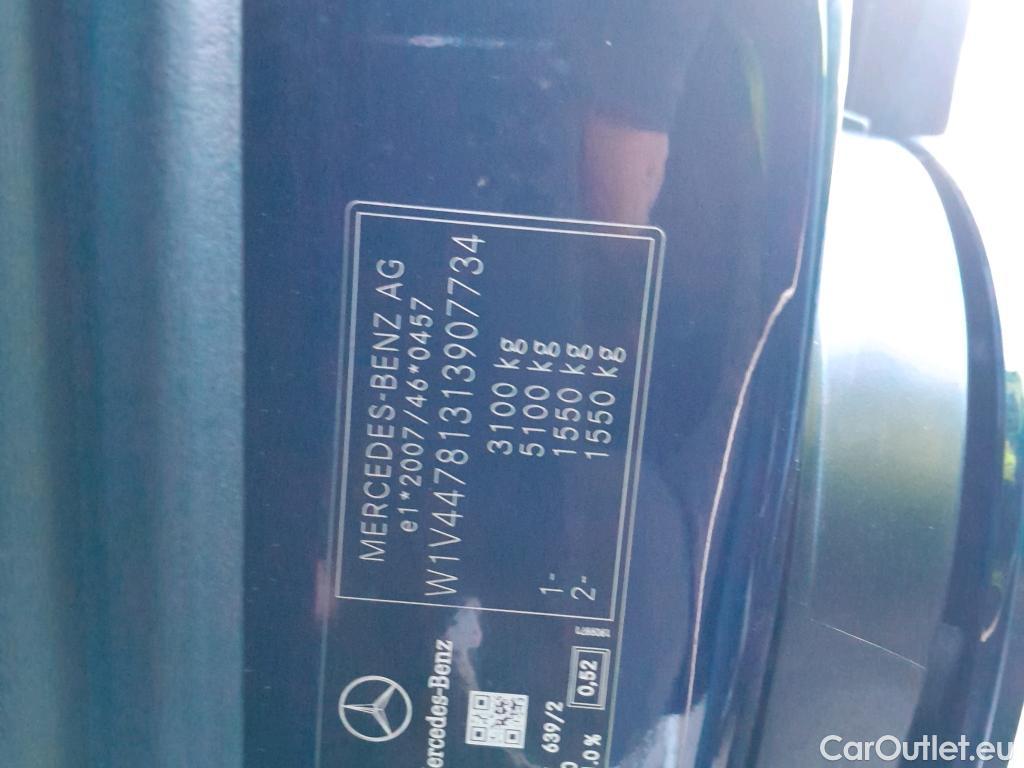 MERCEDES-BENZ AG
e1*2007/46*0457
W1V44781313907734
3100 kg
5100 kg
1- 1550 kg
2- 1550 kg
Mercedes-Benz
639/2
0,52
CarOutlet.eu